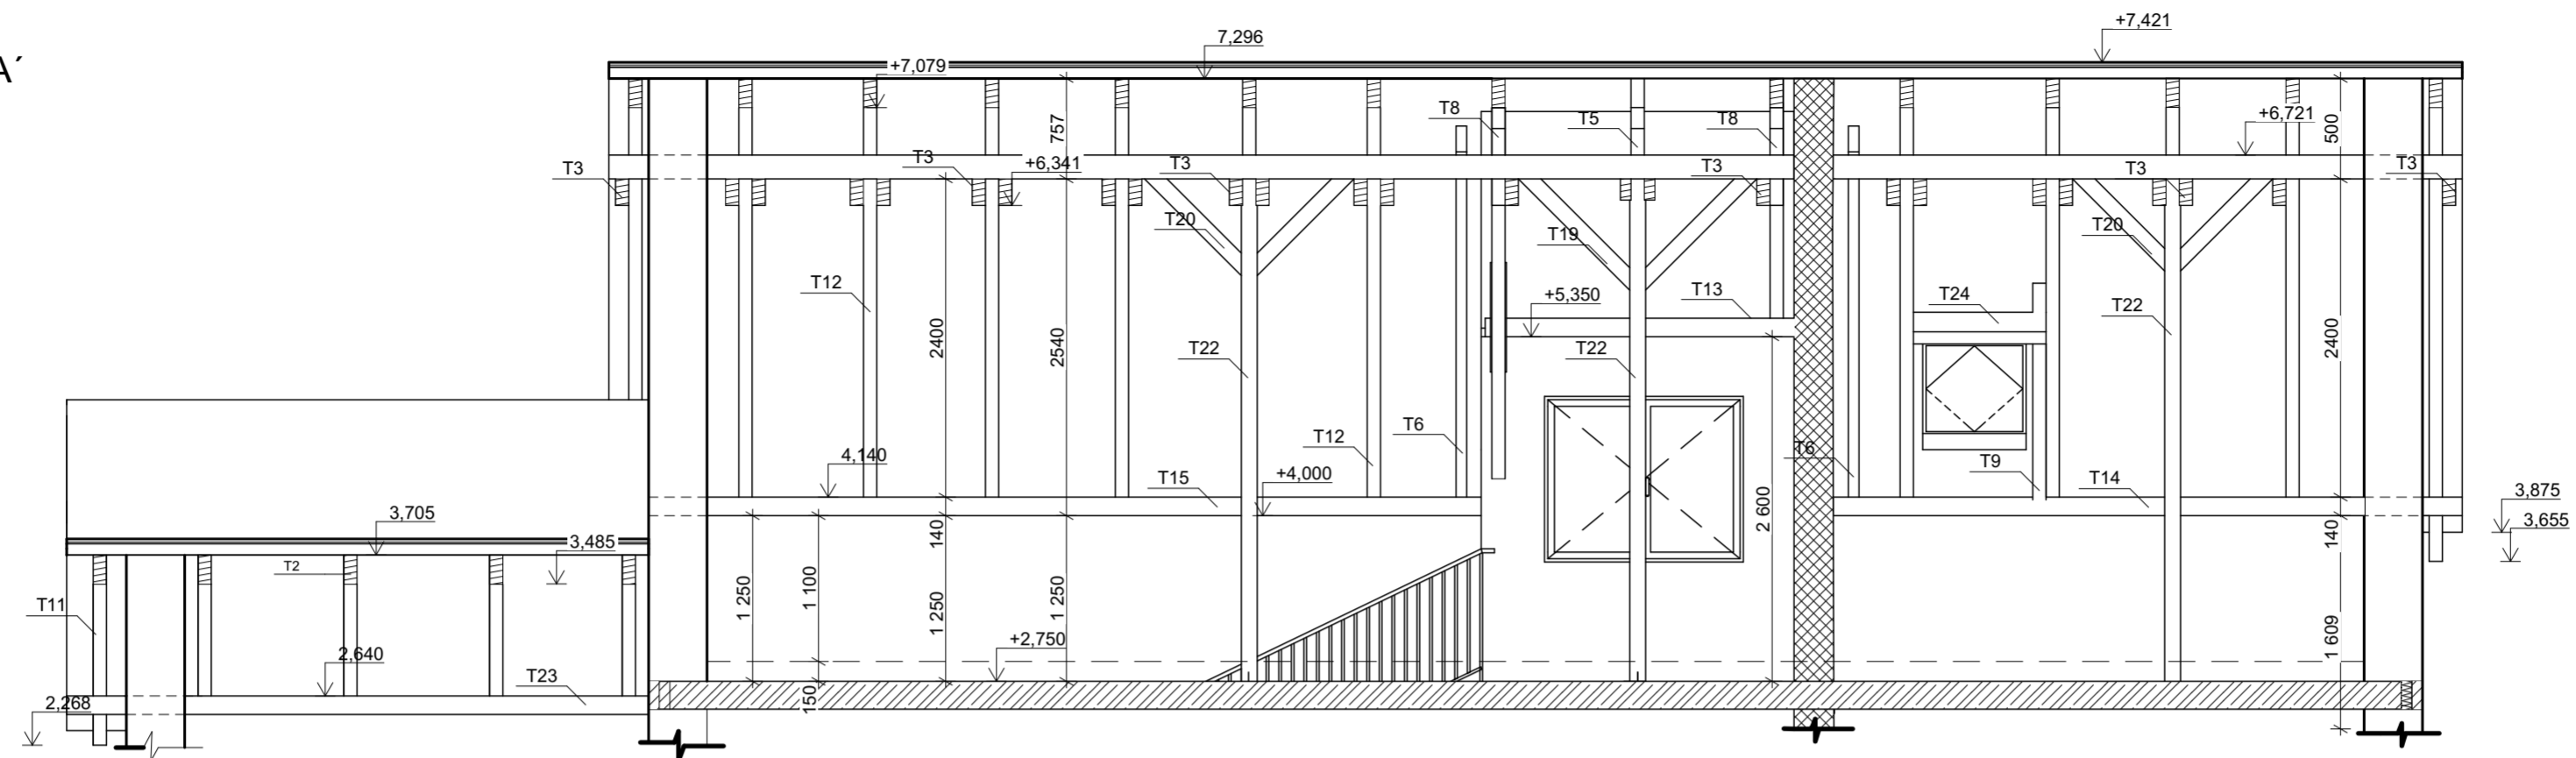 A´
+7,421
7,296
+7,079
T8
T5
T8
+6,721
757
500
T3
T3
+6,341
T3
T3
T3
T3
T20
T19
T20
T12
+5,350
T13
T24
T22
2400
2540
T22
T22
2400
T12
T6
T6
4,140
T15
+4,000
T9
T14
3,875
3,705
3,655
2 600
140
140
3,485
T2
T11
1 250
1 100
1 250
1 250
1 609
2,640
+2,750
T23
2,268
150